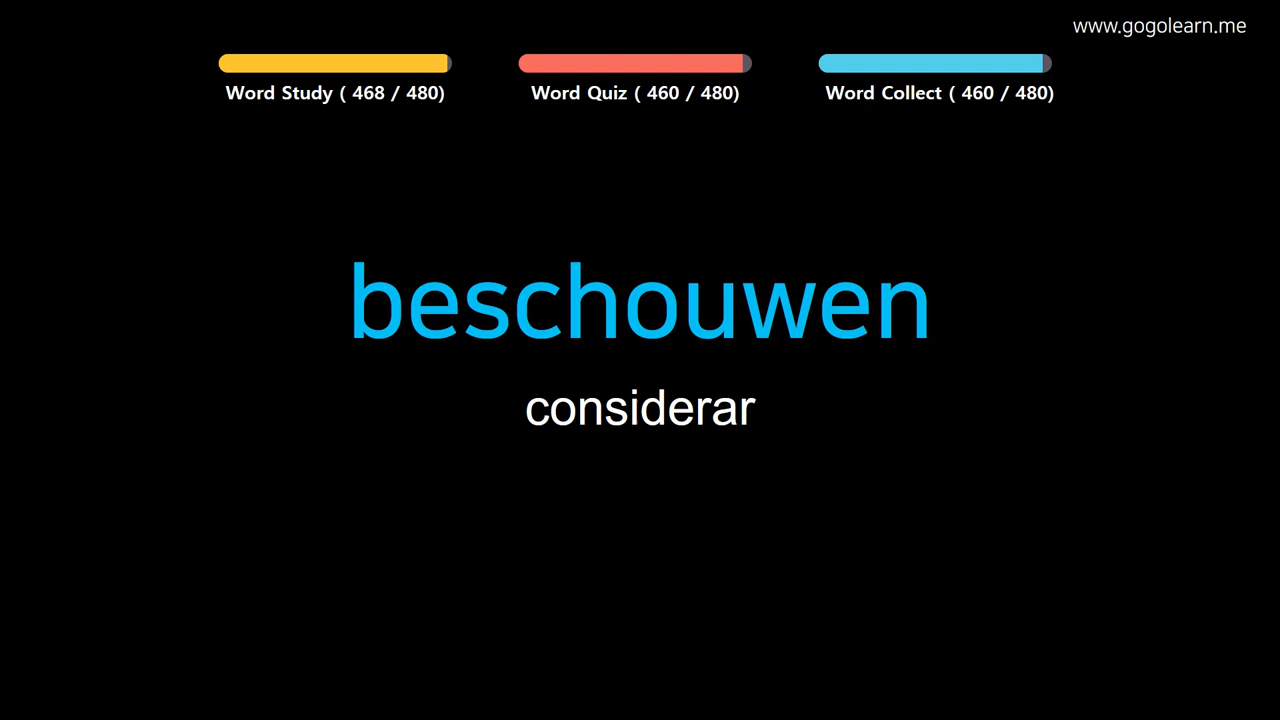 www.gogolearn.me
Word Study ( 468 / 480)
Word Quiz ( 460 / 480)
Word Collect ( 460 / 480)
beschouwen
considerar